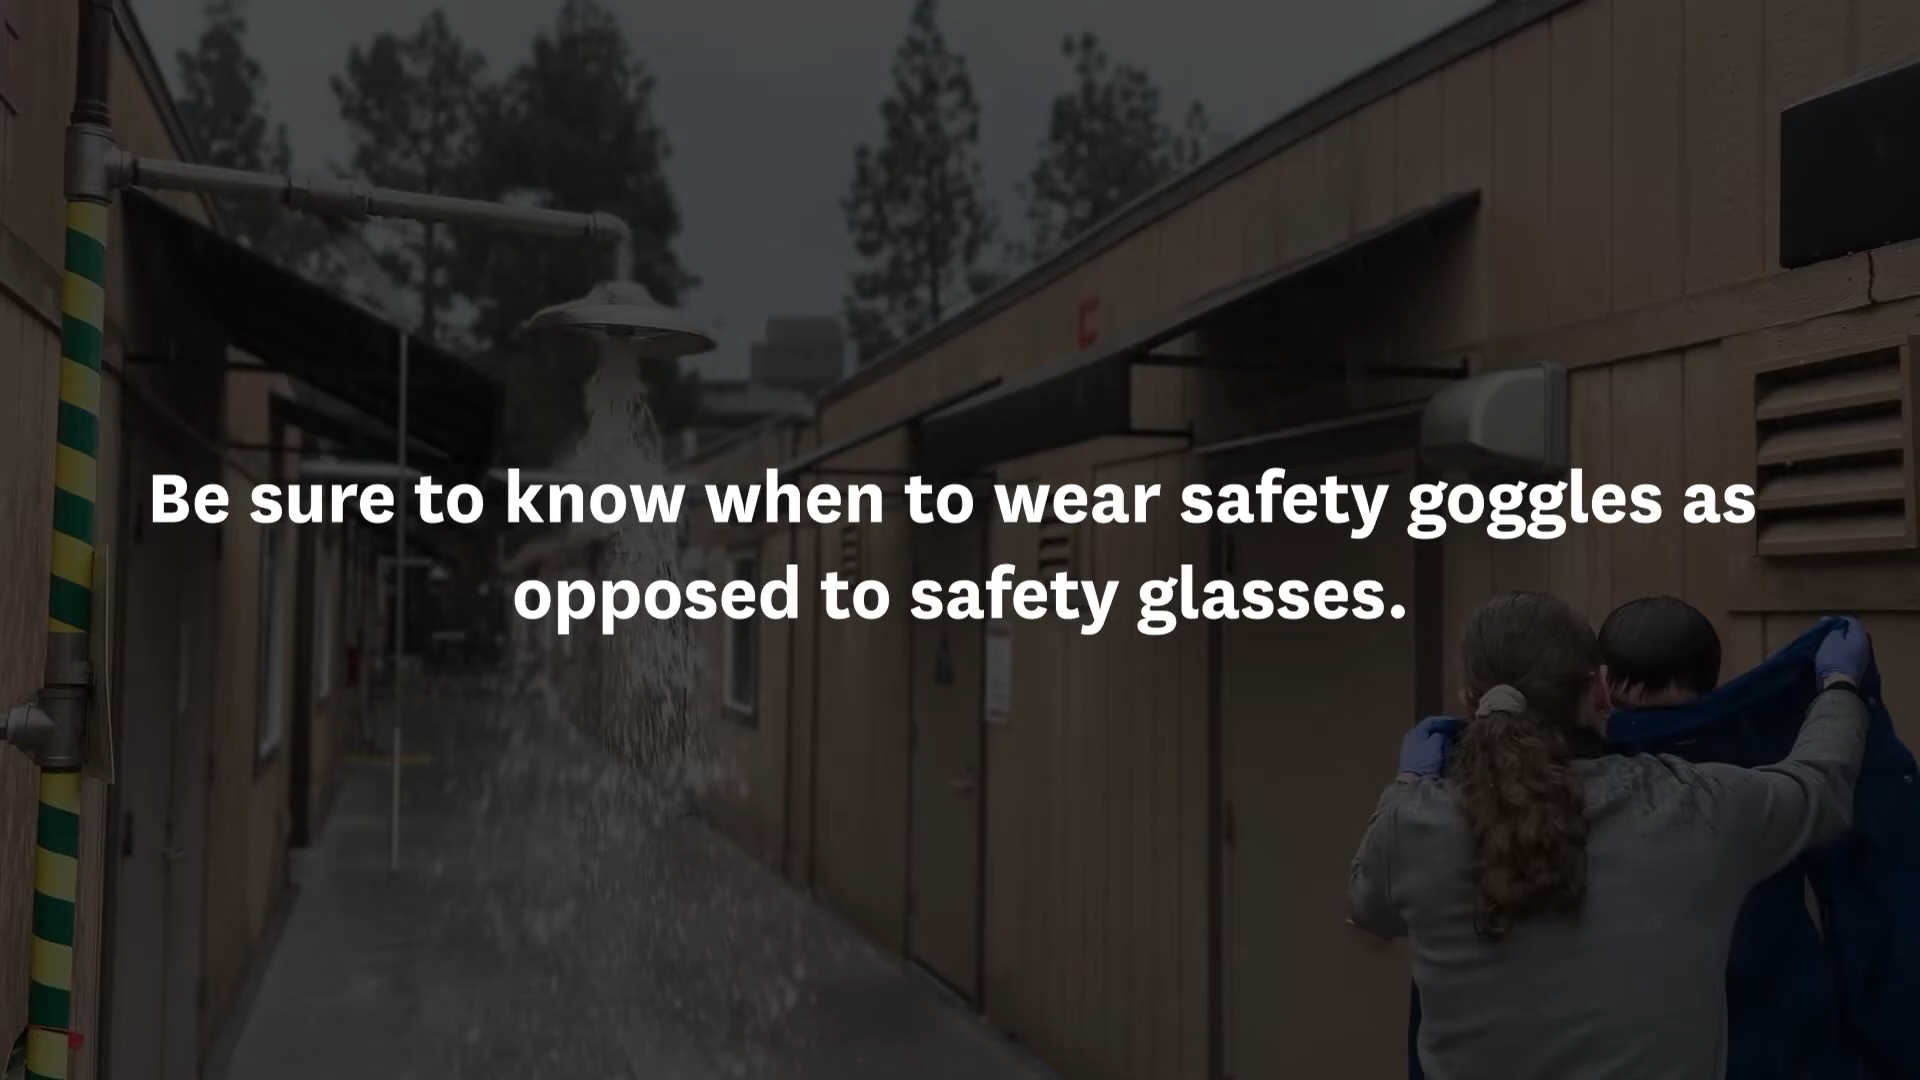 Be sure to know when to wear safety goggles as
opposed to safety glasses.